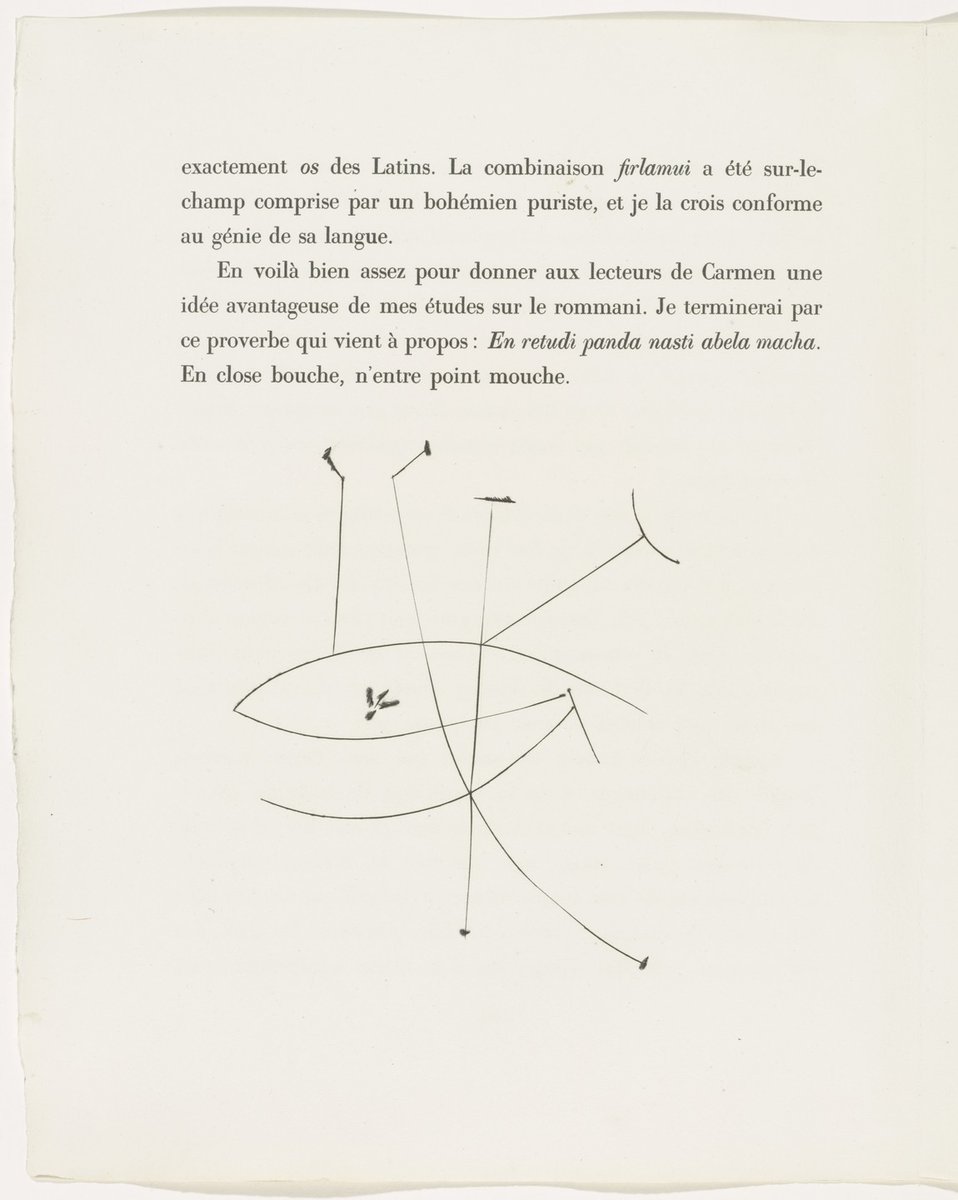 exactement os des Latins. La combinaison firlamui a été sur-le-
champ comprise par un bohémien puriste, et je la crois conforme
au génie de sa langue.
En voilà bien assez pour donner aux lecteurs de Carmen une
idée avantageuse de mes études sur le rommani. Je terminerai par
ce proverbe qui vient à propos : En retudi panda nasti abela macha.
En close bouche, n'entre point mouche.